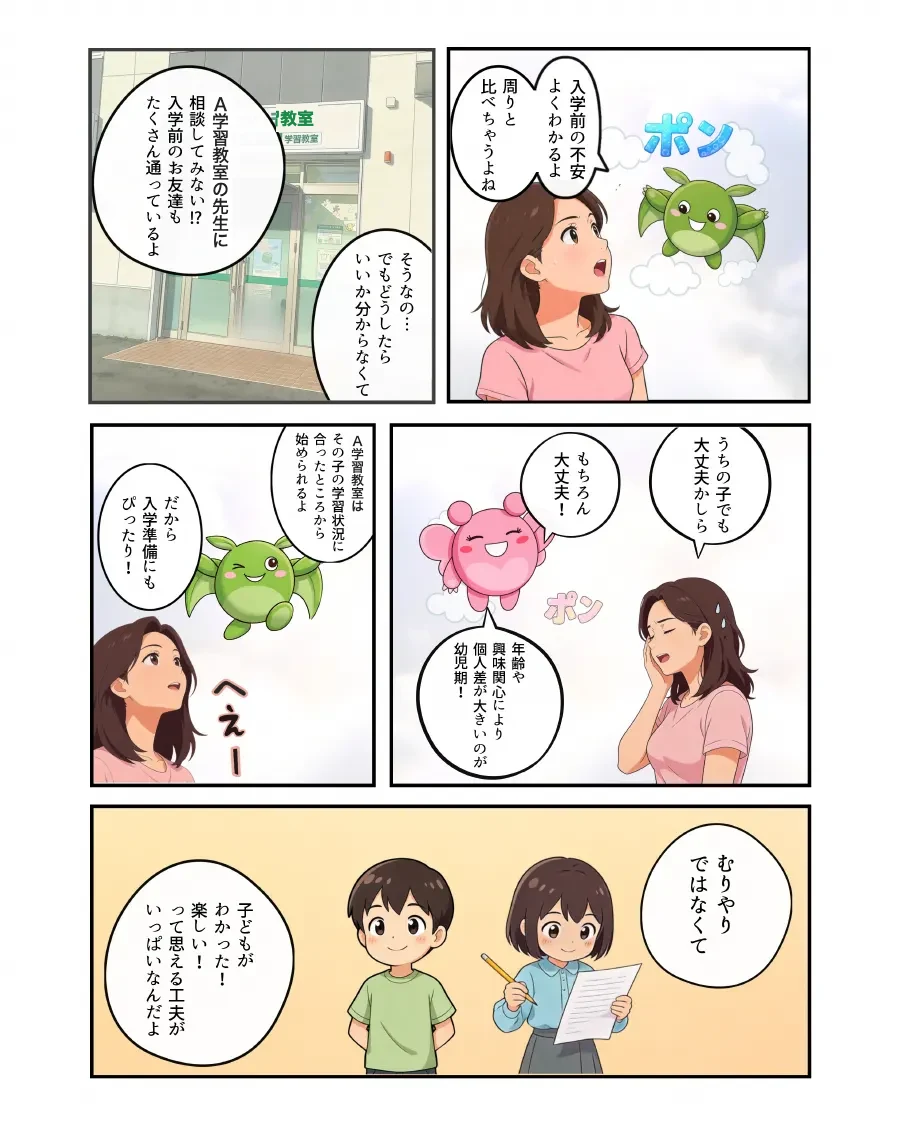 入学前の不安
よくわかるよ
周りと
比べちゃうよね
ポン
A学習教室の先生に
相談してみない!?
入学前のお友達も
たくさん通っているよ
教室
学習教室
そうなの…
でもどうしたら
いいか分からなくて
うちの子でも
大丈夫かしら
もちろん
大丈夫！
ポン
年齢や
興味関心により
個人差が大きいのが
幼児期！
A学習教室は
その子の学習状況に
合ったところから
始められるよ
だから
入学準備にも
ぴったり！
へぇー
むりやり
ではなくて
子どもが
わかった！
楽しい！
って思える工夫が
いっぱいなんだよ